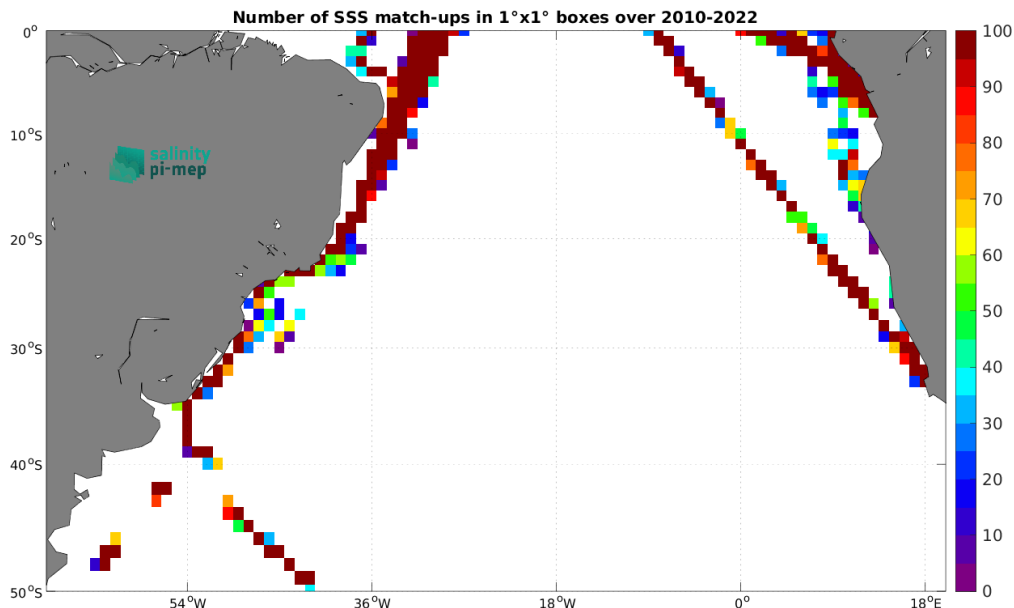 Number of SSS match-ups in 1°x1° boxes over 2010-2022
0°
10°S
20°S
30°S
40°S
50°S
54°W
36°W
18°W
0°
18°E
100
90
80
70
60
50
40
30
20
10
0
salinity
pi-mep